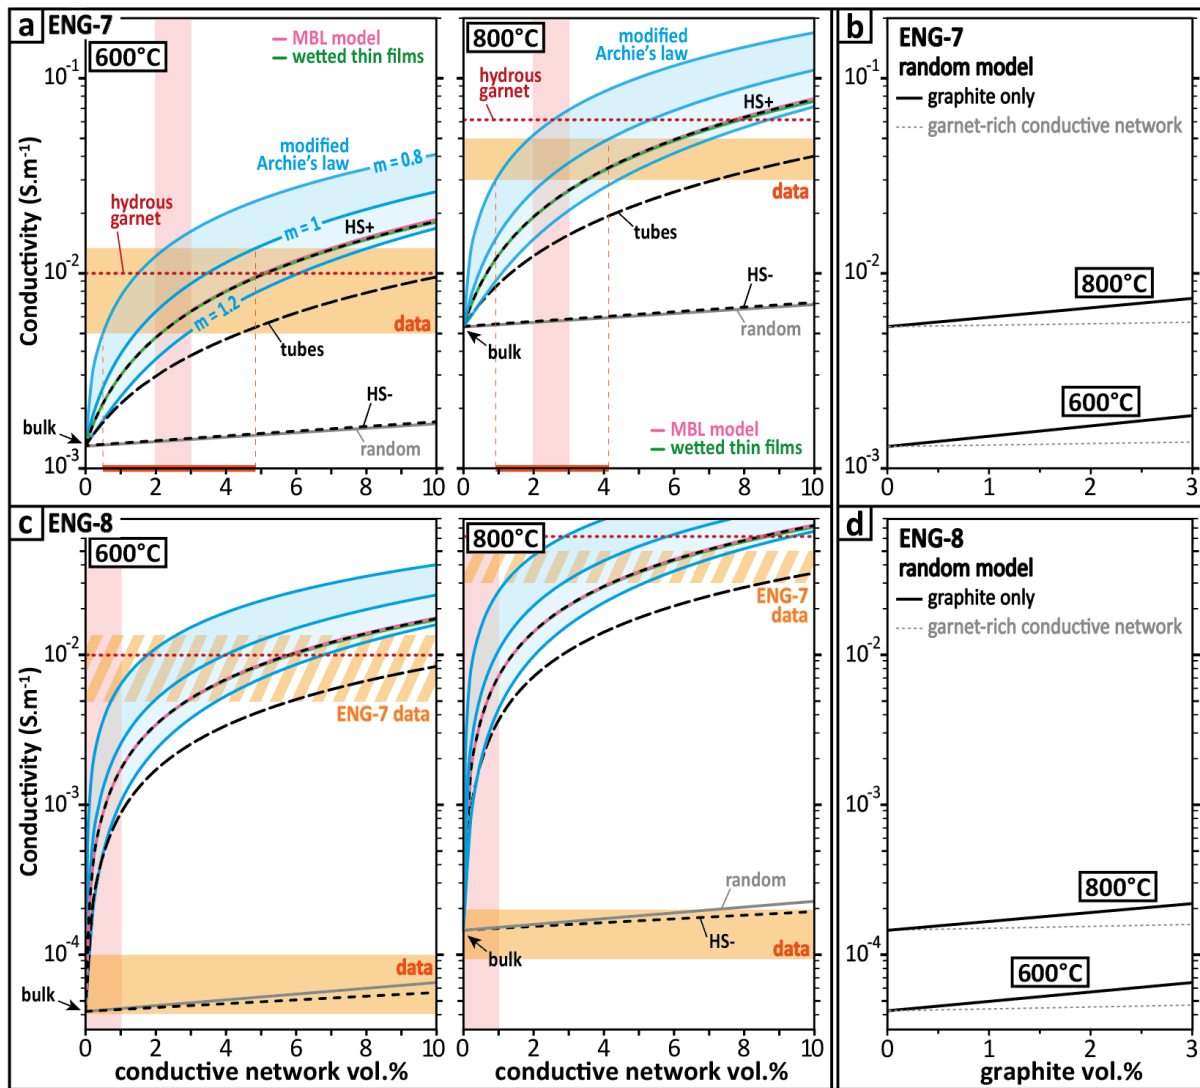 a ENG-7
600°C
MBL model
wetted thin films
modified
Archie's law
m = 0.8
hydrous
garnet
m = 1
HS+
m = 1.2
data
tubes
HS-
bulk
random
Conductivity (S.m⁻¹)
10⁻¹
10⁻²
10⁻³
0 2 4 6 8 10
800°C
modified
Archie's law
hydrous
garnet
HS+
data
tubes
HS-
random
bulk
MBL model
wetted thin films
0 2 4 6 8 10
b
ENG-7
random model
graphite only
garnet-rich conductive network
10⁻¹
10⁻²
10⁻³
800°C
600°C
0 1 2 3
c ENG-8
600°C
ENG-7 data
data
bulk
Conductivity (S.m⁻¹)
10⁻²
10⁻³
10⁻⁴
0 2 4 6 8 10
conductive network vol.%
800°C
ENG-7
data
random
HS-
bulk
data
0 2 4 6 8 10
conductive network vol.%
d
ENG-8
random model
graphite only
garnet-rich conductive network
10⁻²
10⁻³
10⁻⁴
800°C
600°C
0 1 2 3
graphite vol.%